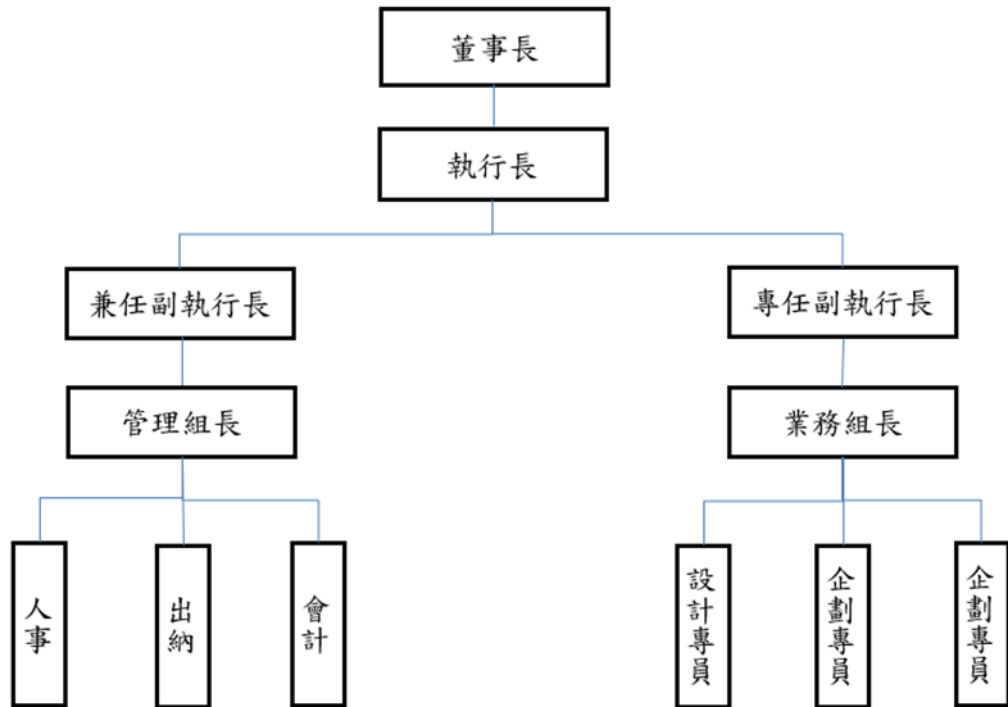 董事長
執行長
兼任副執行長
專任副執行長
管理組長
業務組長
人事
出納
會計
設計專員
企劃專員
企劃專員